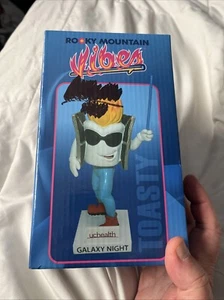 ROCKY MOUNTAIN
Vibes
TOASTY
uchealth
GALAXY NIGHT